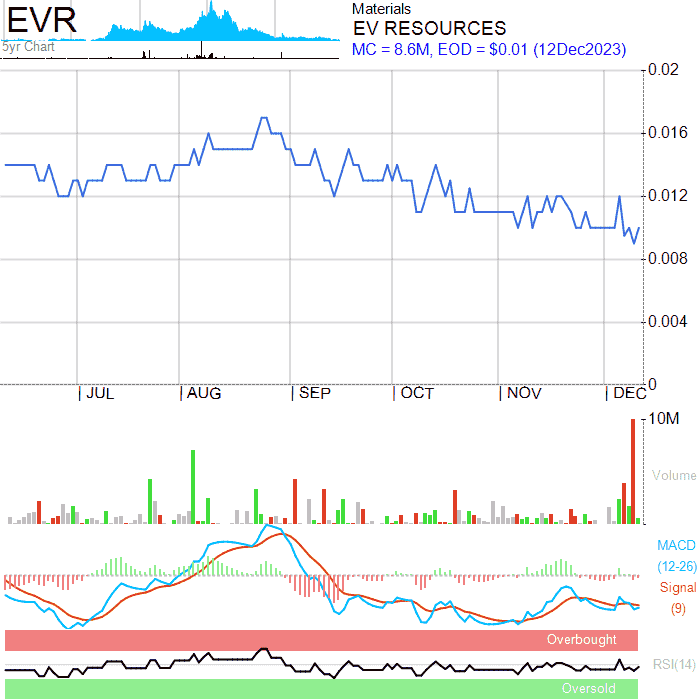 EVR
5yr Chart
Materials
EV RESOURCES
MC = 8.6M, EOD = $0.01 (12Dec2023)
0.02
0.016
0.012
0.008
0.004
0
JUL AUG SEP OCT NOV DEC
10M
Volume
MACD
(12-26)
Signal
(9)
Overbought
RSI(14)
Oversold